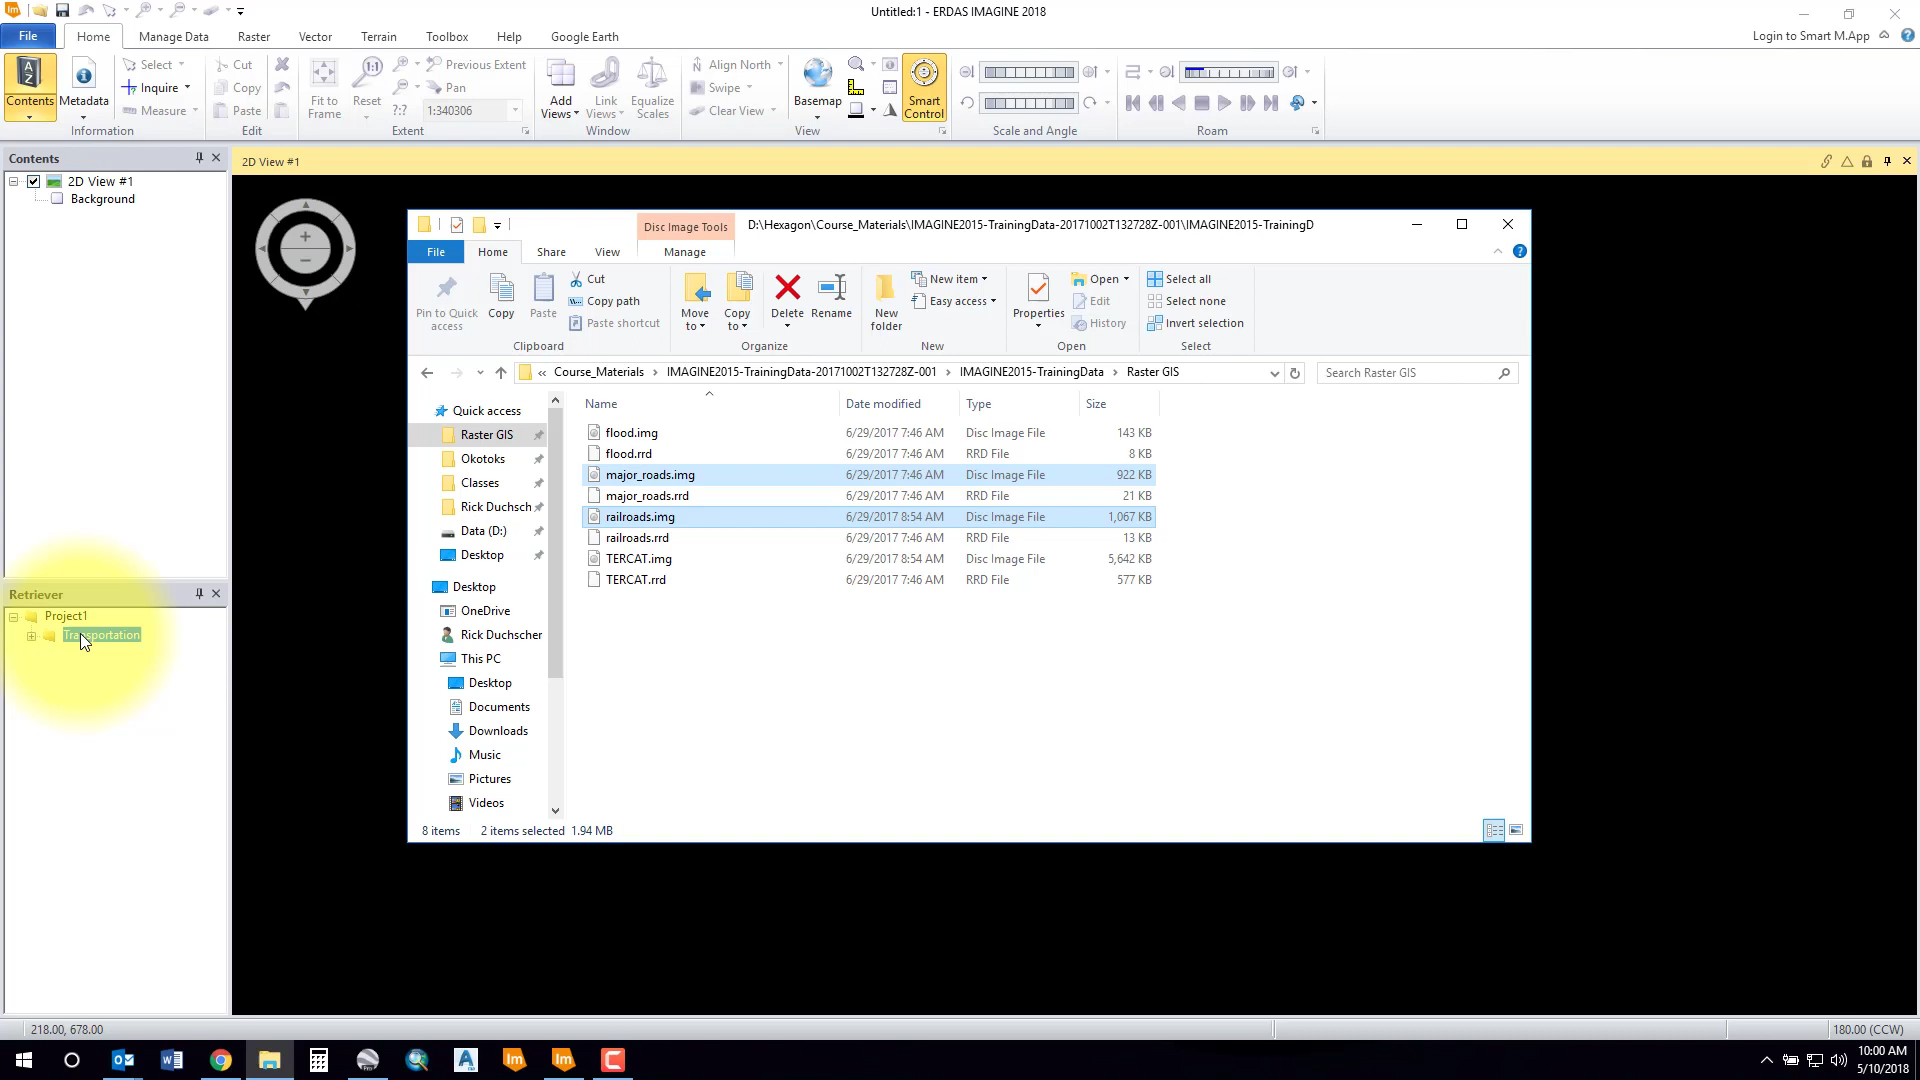 Untitled:1 - ERDAS IMAGINE 2018
File Home Manage Data Raster Vector Terrain Toolbox Help Google Earth Login to Smart M.App
Contents Metadata Select Inquire Measure Cut Copy Paste Fit to Frame Reset Previous Extent Pan ?:? 1:340306 Add Views Link Views Equalize Scales Align North Swipe Clear View Basemap Smart Control
Information Edit Extent Window View Scale and Angle Roam
Contents
2D View #1
2D View #1
Background
Disc Image Tools D:\Hexagon\Course_Materials\IMAGINE2015-TrainingData-20171002T132728Z-001\IMAGINE2015-TrainingD
File Home Share View Manage
Pin to Quick access Copy Paste Cut Copy path Paste shortcut Move to Copy to Delete Rename New folder New item Easy access Properties Open Edit History Select all Select none Invert selection
Clipboard Organize New Open Select
« Course_Materials › IMAGINE2015-TrainingData-20171002T132728Z-001 › IMAGINE2015-TrainingData › Raster GIS Search Raster GIS
Quick access
Raster GIS
Okotoks
Classes
Rick Duchsch
Data (D:)
Desktop
Desktop
OneDrive
Rick Duchscher
This PC
Desktop
Documents
Downloads
Music
Pictures
Videos
Name Date modified Type Size
flood.img 6/29/2017 7:46 AM Disc Image File 143 KB
flood.rrd 6/29/2017 7:46 AM RRD File 8 KB
major_roads.img 6/29/2017 7:46 AM Disc Image File 922 KB
major_roads.rrd 6/29/2017 7:46 AM RRD File 21 KB
railroads.img 6/29/2017 8:54 AM Disc Image File 1,067 KB
railroads.rrd 6/29/2017 7:46 AM RRD File 13 KB
TERCAT.img 6/29/2017 8:54 AM Disc Image File 5,642 KB
TERCAT.rrd 6/29/2017 7:46 AM RRD File 577 KB
8 items 2 items selected 1.94 MB
Retriever
Project1
Transportation
218.00, 678.00 180.00 (CCW)
10:00 AM
5/10/2018